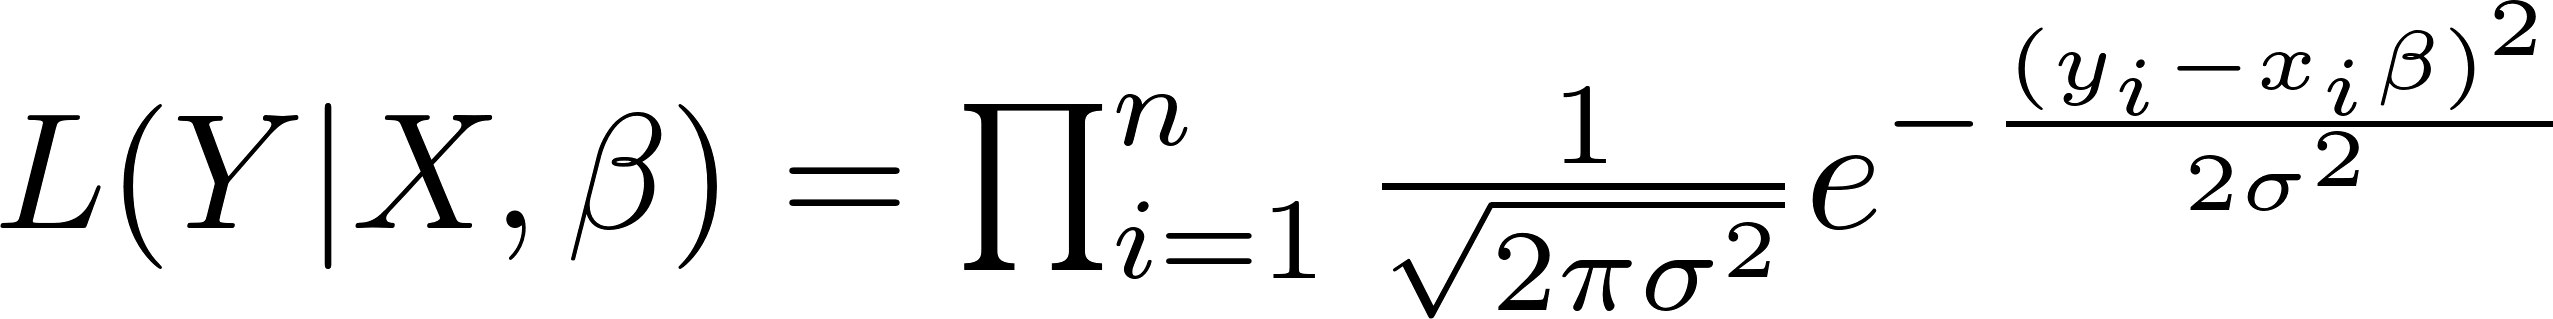 L(Y|X, β) = ∏_{i=1}^{n} \frac{1}{\sqrt{2πσ^2}} e^{-\frac{(y_i - x_i β)^2}{2σ^2}}